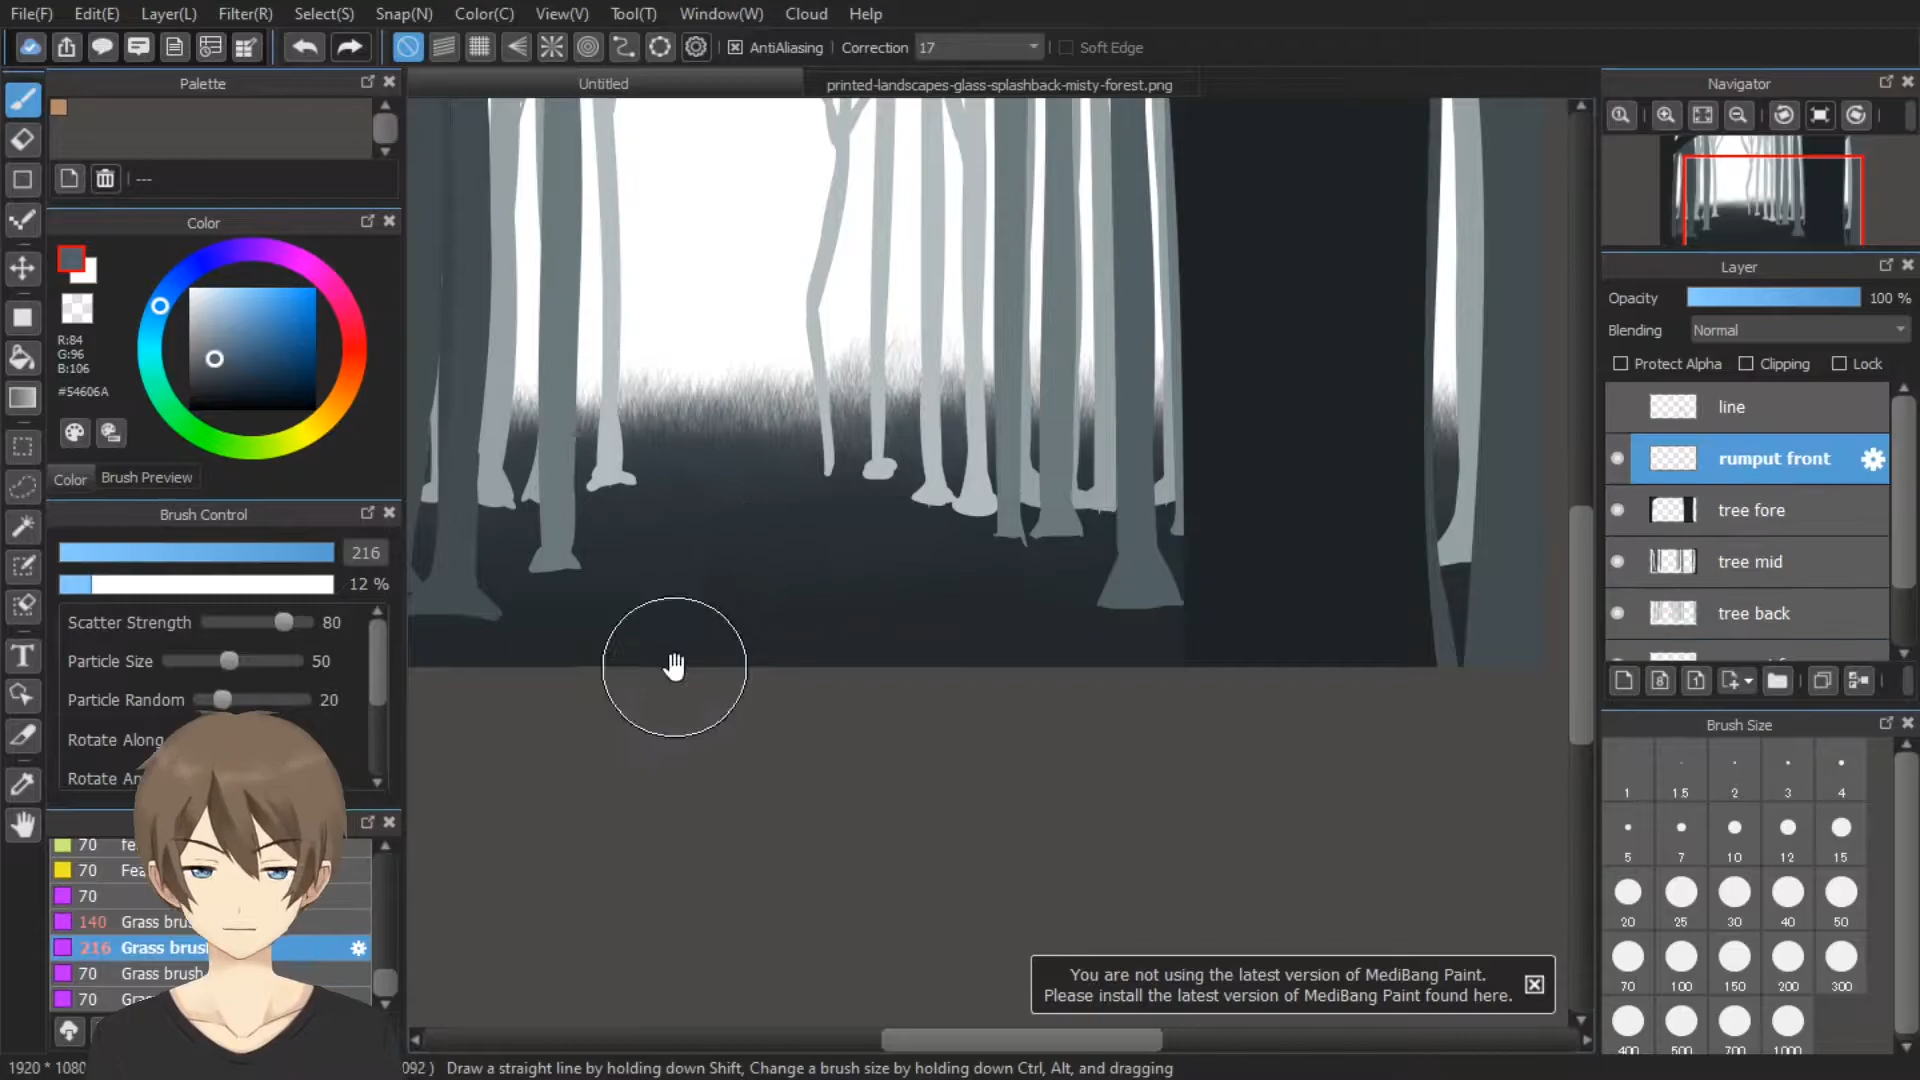 File(F) Edit(E) Layer(L) Filter(R) Select(S) Snap(N) Color(C) View(V) Tool(T) Window(W) Cloud Help
AntiAliasing Correction 17 Soft Edge
Palette
Untitled
printed-landscapes-glass-splashback-misty-forest.png
Navigator
---
Color
R:84
G:96
B:106
#54606A
Color Brush Preview
Brush Control
216
12 %
Scatter Strength 80
Particle Size 50
Particle Random 20
Rotate Along
Rotate An
70 fe
70 Fea
70
140 Grass bru
216 Grass brus
70 Grass brush
70 Gra
Layer
Opacity 100 %
Blending Normal
Protect Alpha Clipping Lock
line
rumput front
tree fore
tree mid
tree back
8 1
Brush Size
1 1.5 2 3 4
5 7 10 12 15
20 25 30 40 50
70 100 150 200 300
400 500 700 1000
You are not using the latest version of MediBang Paint.
Please install the latest version of MediBang Paint found here.
1920 * 1080 092 ) Draw a straight line by holding down Shift, Change a brush size by holding down Ctrl, Alt, and dragging